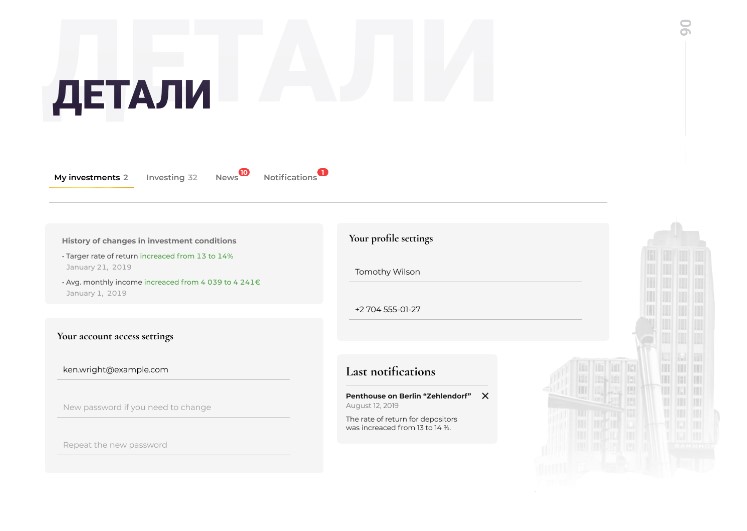 ДЕТАЛИ
ДЕТАЛИ
06
My investments 2
Investing 32
News 10
Notifications 1
History of changes in investment conditions
• Targer rate of return increaced from 13 to 14%
January 21, 2019
• Avg. monthly income increaced from 4 039 to 4 241€
January 1, 2019
Your account access settings
ken.wright@example.com
New password if you need to change
Repeat the new password
Your profile settings
Tomothy Wilson
+2 704 555-01-27
Last notifications
Penthouse on Berlin "Zehlendorf"
August 12, 2019
The rate of return for depositors
was increaced from 13 to 14 %.